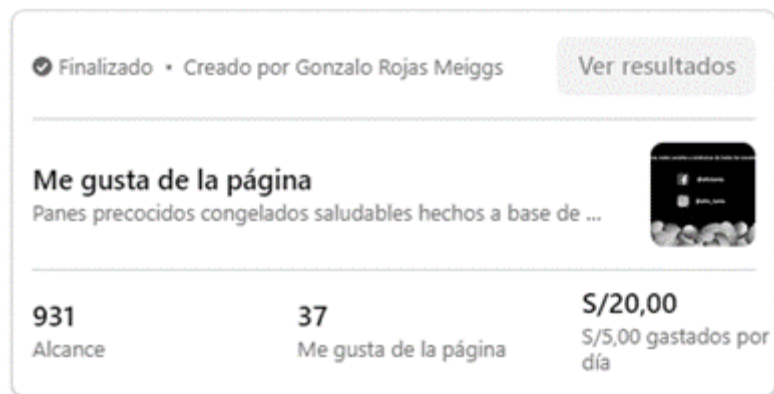 Finalizado • Creado por Gonzalo Rojas Meiggs
Ver resultados
Me gusta de la página
Panes precocidos congelados saludables hechos a base de ...
931
Alcance
37
Me gusta de la página
S/20,00
S/5,00 gastados por
día